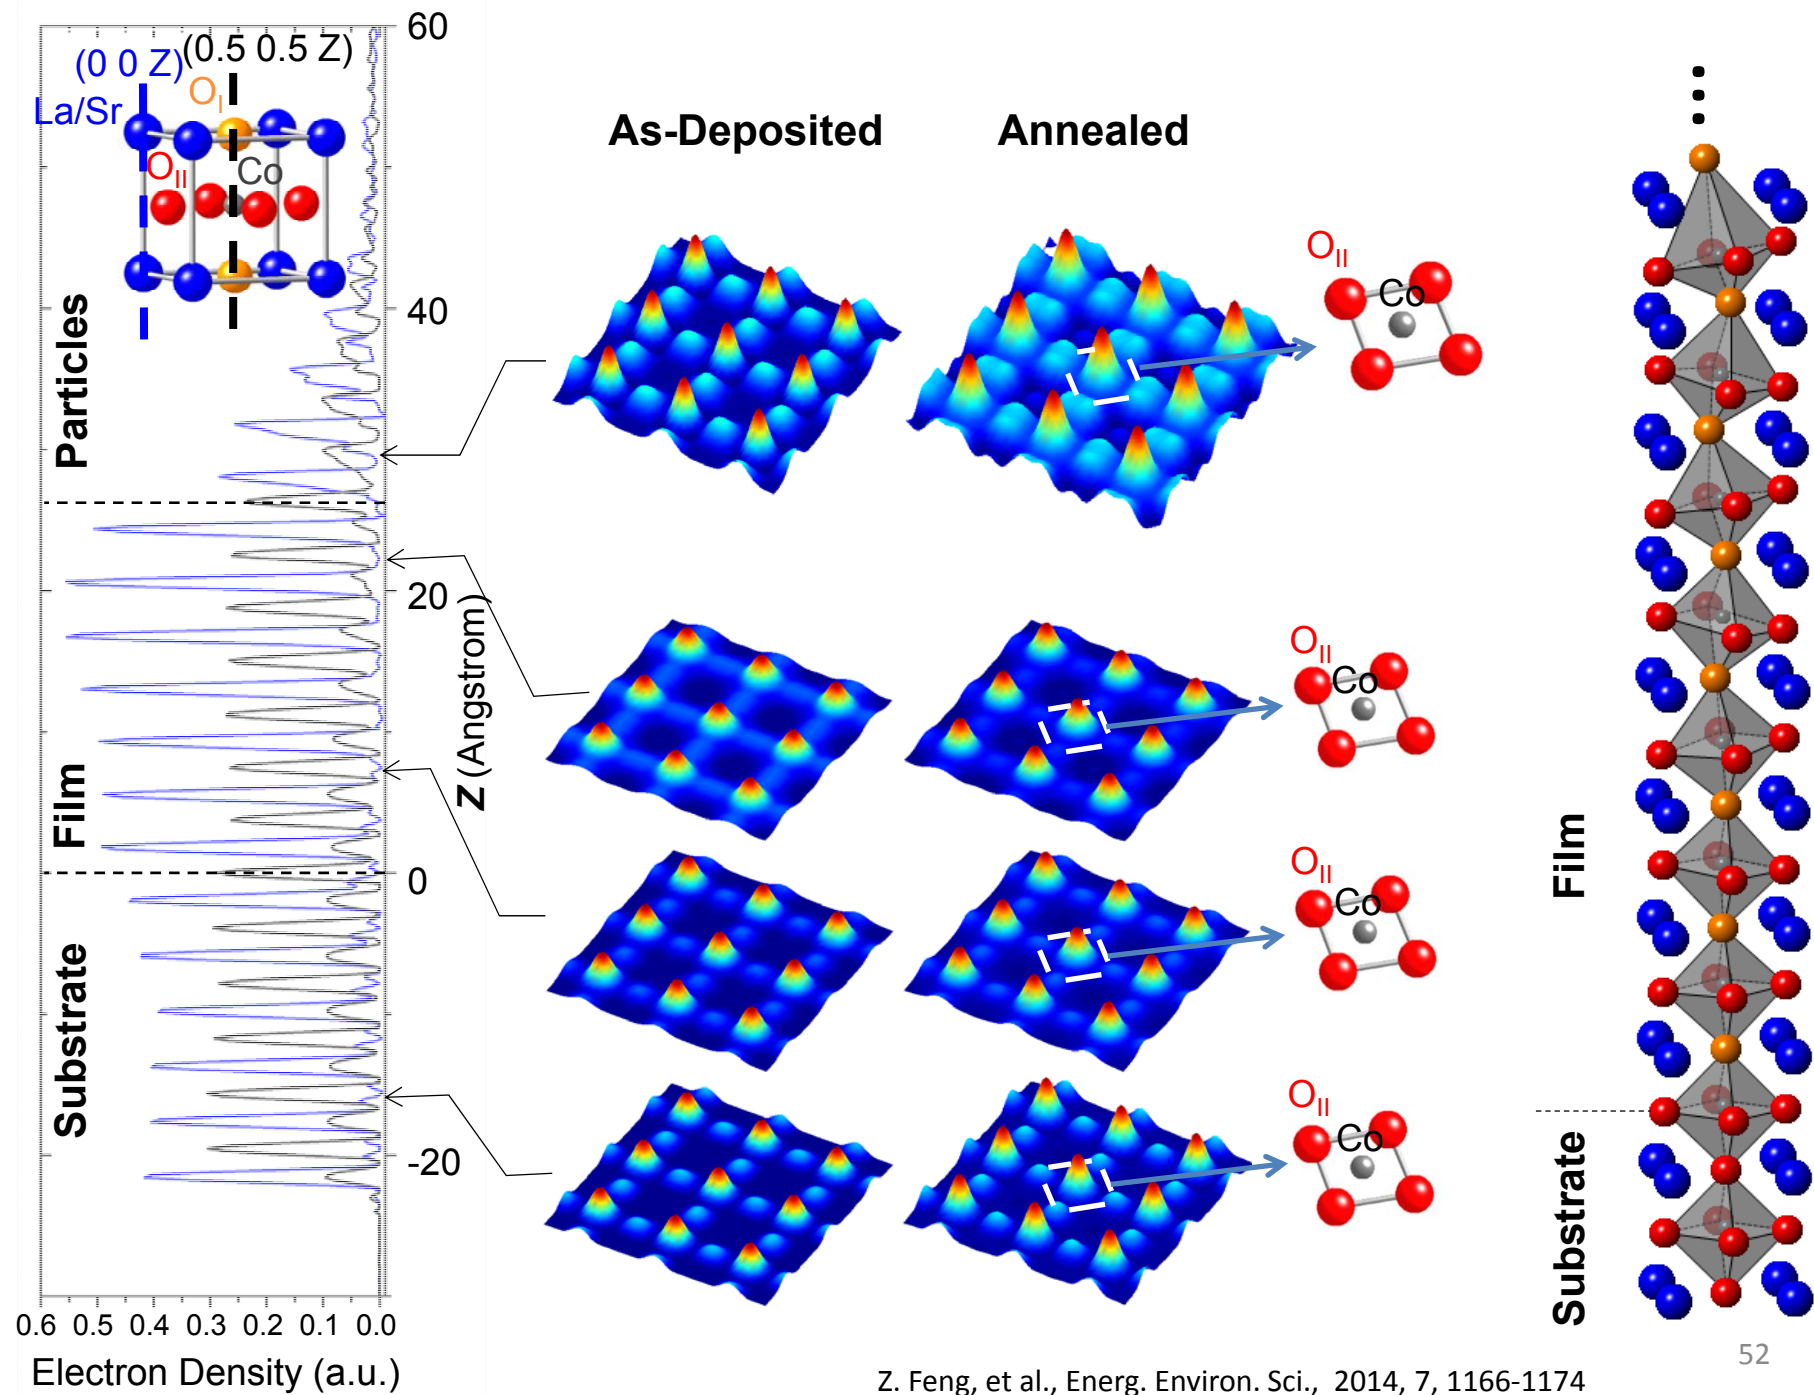 60
(0 0 Z)
(0.5 0.5 Z)
La/Sr
OI
OII
Co
Particles
40
20
Z (Angstrom)
Film
0
Substrate
-20
0.6 0.5 0.4 0.3 0.2 0.1 0.0
Electron Density (a.u.)
As-Deposited
Annealed
OII
Co
OII
Co
OII
Co
OII
Co
Film
Substrate
52
Z. Feng, et al., Energ. Environ. Sci., 2014, 7, 1166-1174